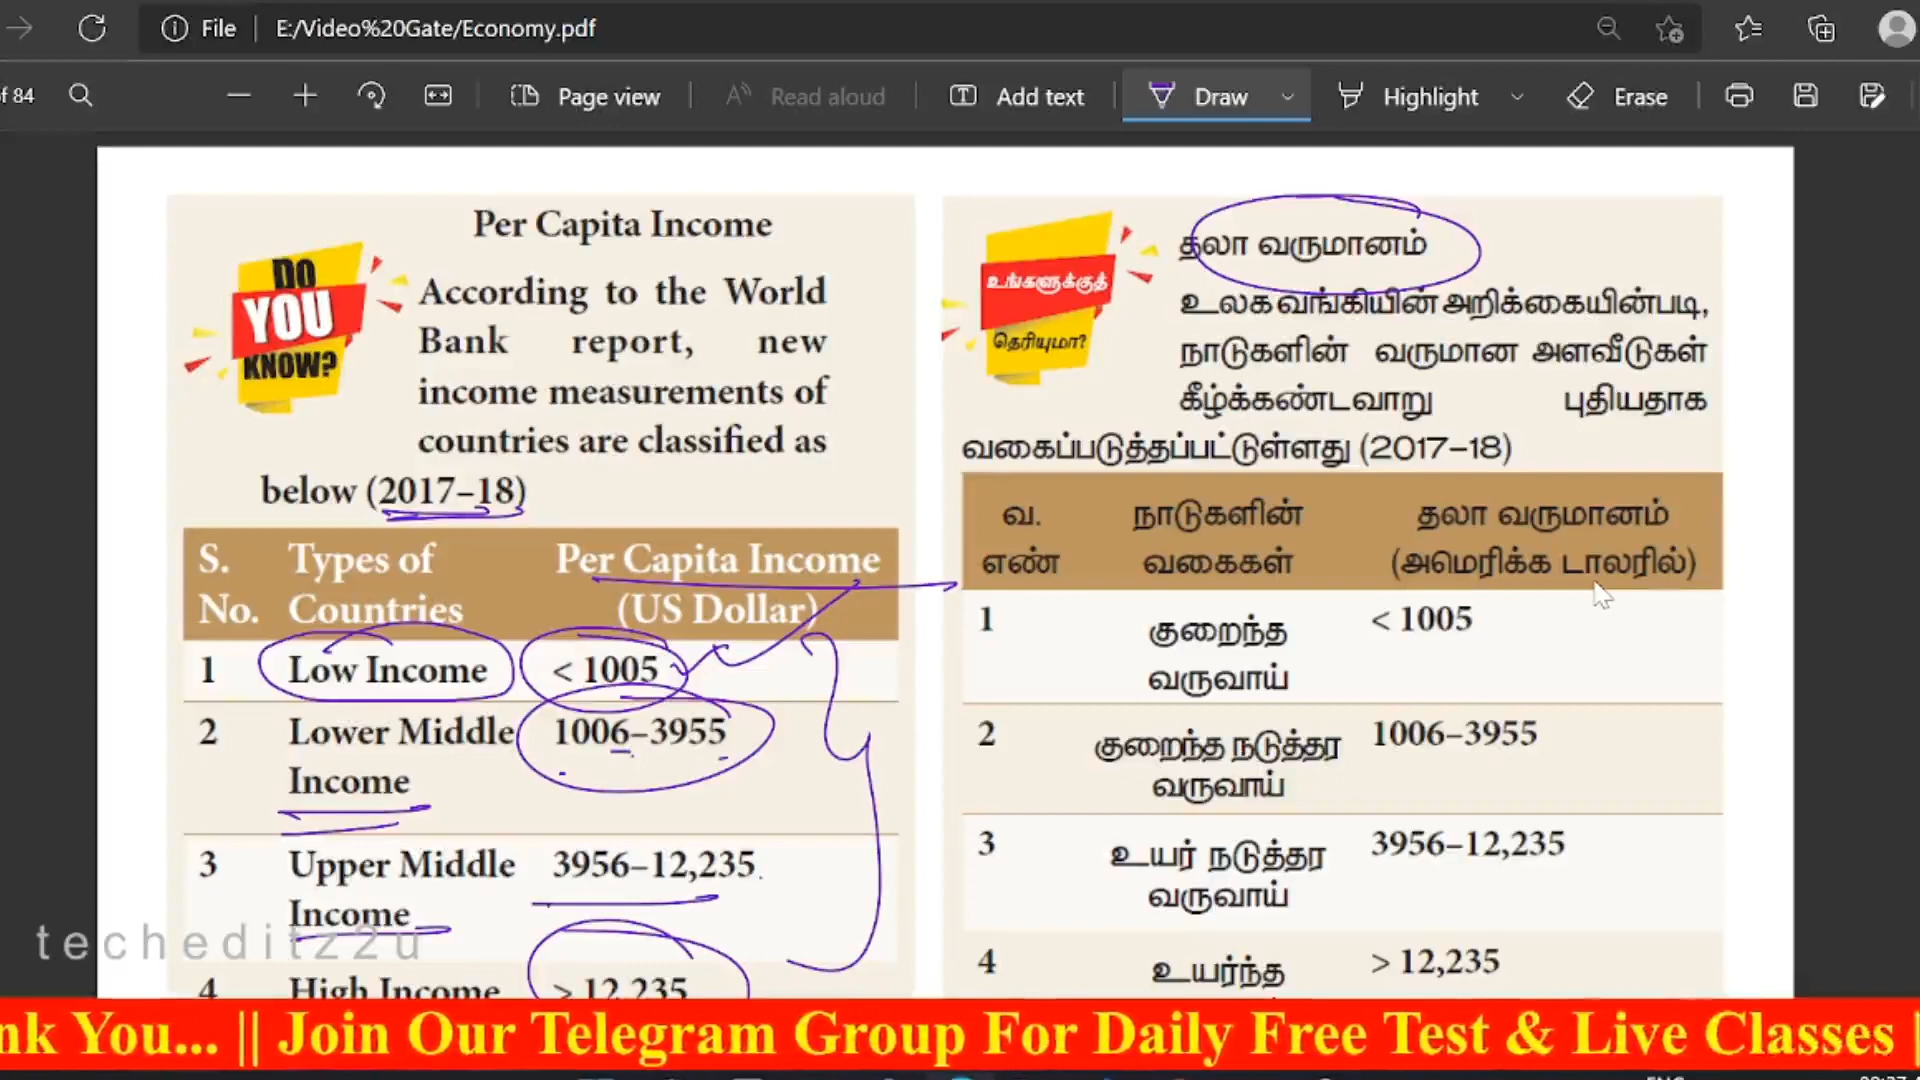 File
E:/Video%20Gate/Economy.pdf
of 84
Page view
Read aloud
Add text
Draw
Highlight
Erase
Per Capita Income
DO
YOU
KNOW?
According to the World
Bank report, new
income measurements of
countries are classified as
below (2017–18)
S. Types of Per Capita Income
No. Countries (US Dollar)
1 Low Income < 1005
2 Lower Middle 1006–3955
Income
3 Upper Middle 3956–12,235
Income
4 High Income > 12,235
தலா வருமானம்
உங்களுக்குத்
தெரியுமா?
உலக வங்கியின் அறிக்கையின்படி,
நாடுகளின் வருமான அளவீடுகள்
கீழ்க்கண்டவாறு புதியதாக
வகைப்படுத்தப்பட்டுள்ளது (2017–18)
வ. நாடுகளின் தலா வருமானம்
எண் வகைகள் (அமெரிக்க டாலரில்)
1 குறைந்த < 1005
வருவாய்
2 குறைந்த நடுத்தர 1006–3955
வருவாய்
3 உயர் நடுத்தர 3956–12,235
வருவாய்
4 உயர்ந்த > 12,235
techeditz2u
nk You... || Join Our Telegram Group For Daily Free Test & Live Classes |